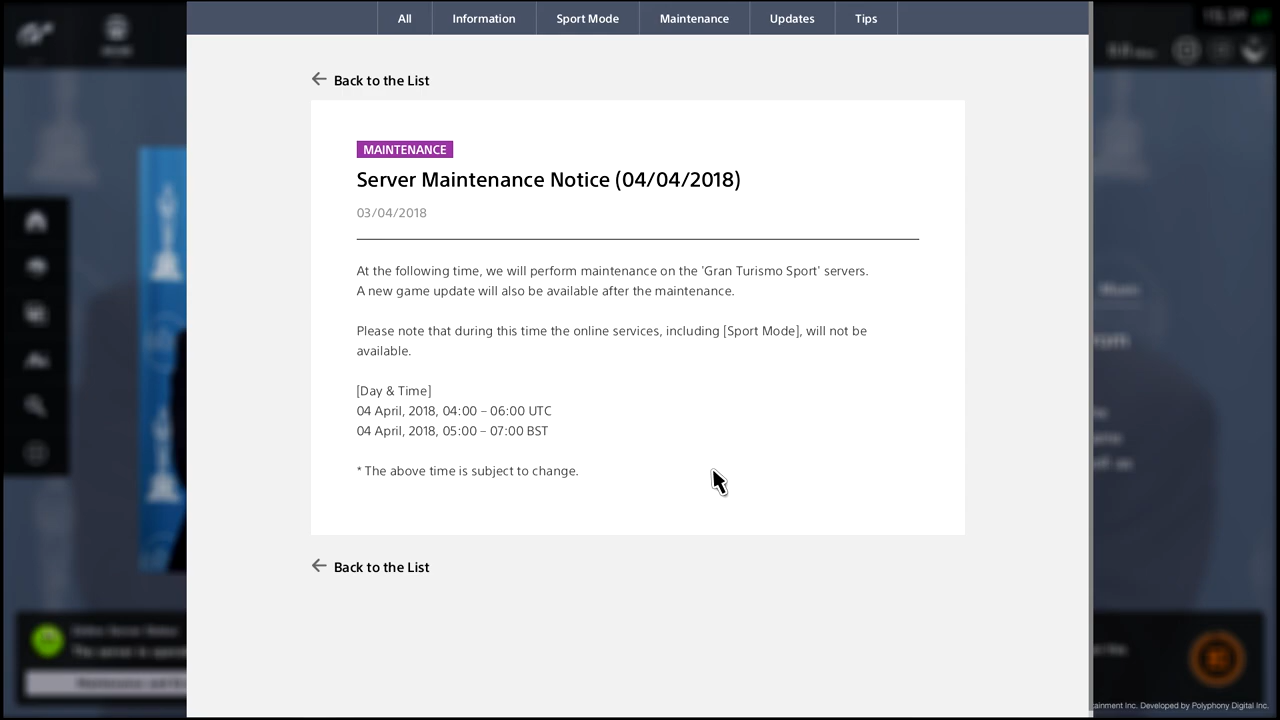 All Information Sport Mode Maintenance Updates Tips
Back to the List
MAINTENANCE
Server Maintenance Notice (04/04/2018)
03/04/2018
At the following time, we will perform maintenance on the 'Gran Turismo Sport' servers.
A new game update will also be available after the maintenance.
Please note that during this time the online services, including [Sport Mode], will not be
available.
[Day & Time]
04 April, 2018, 04:00 – 06:00 UTC
04 April, 2018, 05:00 – 07:00 BST
* The above time is subject to change.
Back to the List
tainment Inc. Developed by Polyphony Digital Inc.